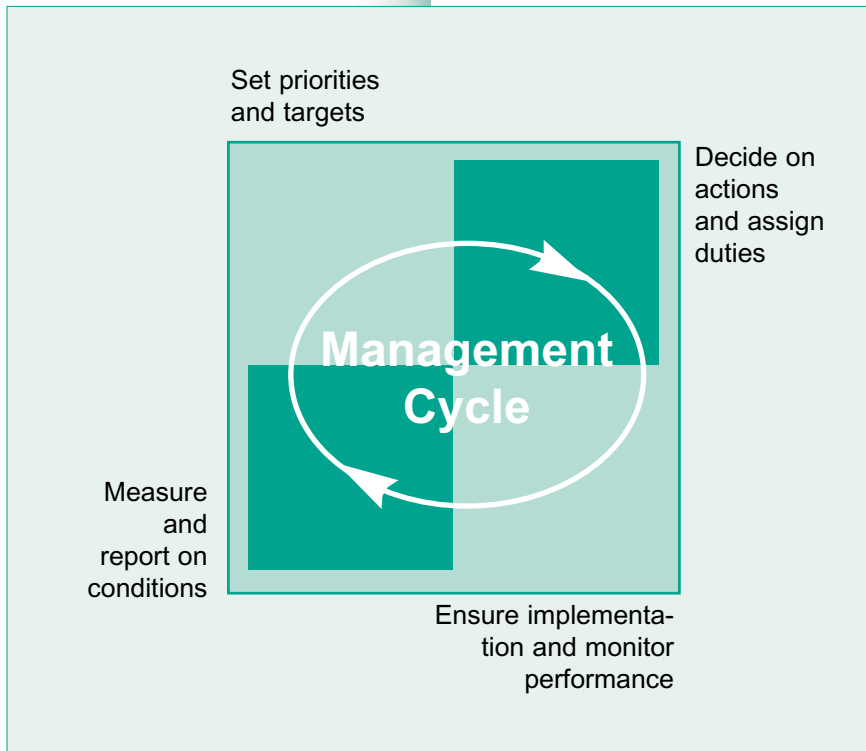 Set priorities
and targets
Decide on
actions
and assign
duties
Management
Cycle
Measure
and
report on
conditions
Ensure implementa-
tion and monitor
performance